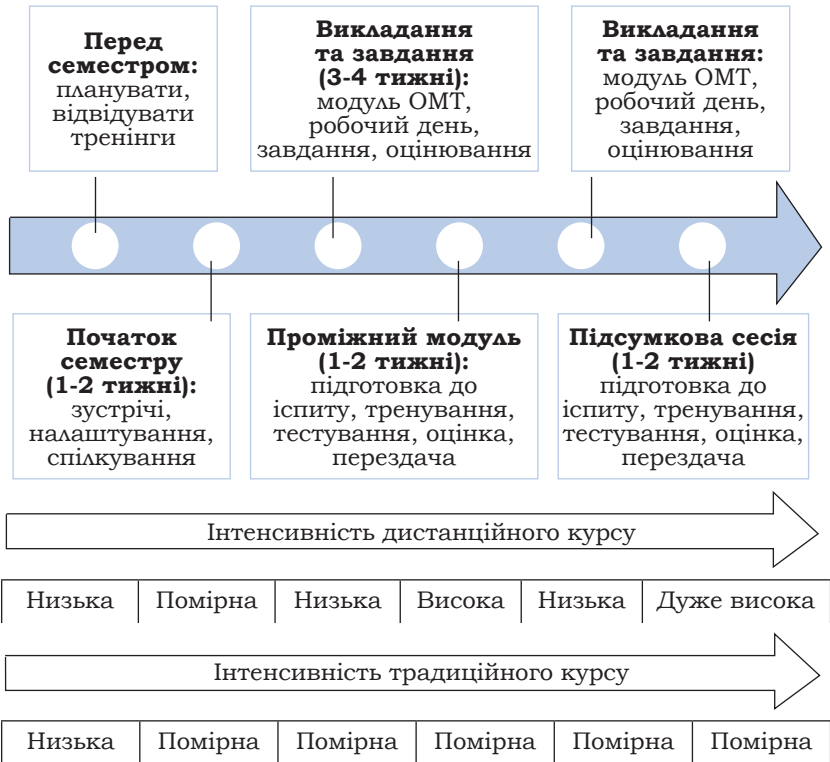 Перед
семестром:
планувати,
відвідувати
тренінги
Викладання
та завдання
(3-4 тижні):
модуль ОМТ,
робочий день,
завдання, оцінювання
Викладання
та завдання:
модуль ОМТ,
робочий день,
завдання,
оцінювання
Початок
семестру
(1-2 тижні):
зустрічі,
налаштування,
спілкування
Проміжний модуль
(1-2 тижні):
підготовка до
іспиту, тренування,
тестування, оцінка,
перездача
Підсумкова сесія
(1-2 тижні)
підготовка до
іспиту, тренування,
тестування, оцінка,
перездача
Інтенсивність дистанційного курсу
Низька Помірна Низька Висока Низька Дуже висока
Інтенсивність традиційного курсу
Низька Помірна Помірна Помірна Помірна Помірна